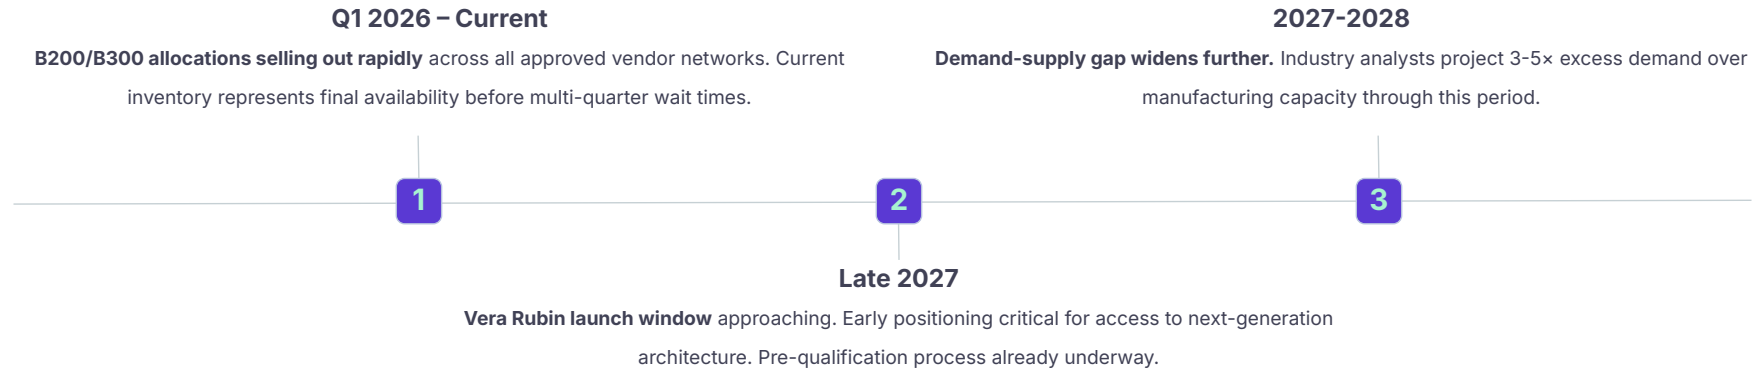 Q1 2026 – Current
B200/B300 allocations selling out rapidly across all approved vendor networks. Current
inventory represents final availability before multi-quarter wait times.
1
2
Late 2027
Vera Rubin launch window approaching. Early positioning critical for access to next-generation
architecture. Pre-qualification process already underway.
2027-2028
Demand-supply gap widens further. Industry analysts project 3-5× excess demand over
manufacturing capacity through this period.
3